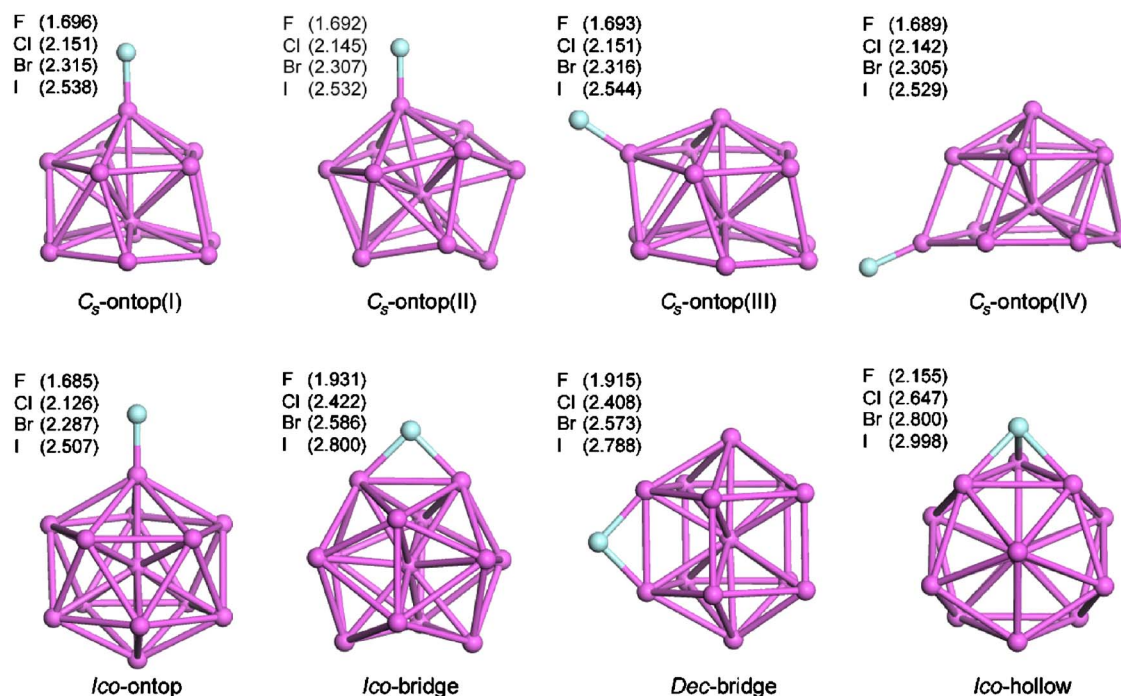 F (1.696)
Cl (2.151)
Br (2.315)
I (2.538)
Cs-ontop(I)
F (1.692)
Cl (2.145)
Br (2.307)
I (2.532)
Cs-ontop(II)
F (1.693)
Cl (2.151)
Br (2.316)
I (2.544)
Cs-ontop(III)
F (1.689)
Cl (2.142)
Br (2.305)
I (2.529)
Cs-ontop(IV)
F (1.685)
Cl (2.126)
Br (2.287)
I (2.507)
Ico-ontop
F (1.931)
Cl (2.422)
Br (2.586)
I (2.800)
Ico-bridge
F (1.915)
Cl (2.408)
Br (2.573)
I (2.788)
Dec-bridge
F (2.155)
Cl (2.647)
Br (2.800)
I (2.998)
Ico-hollow